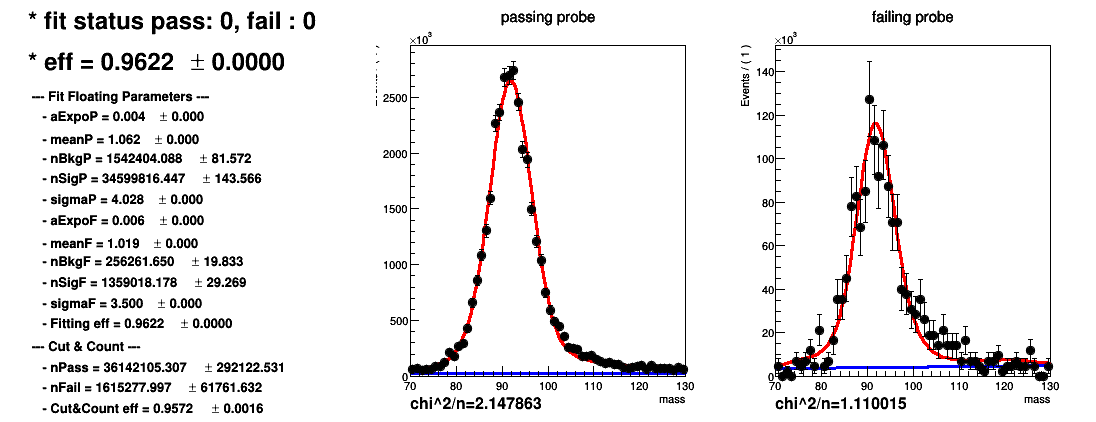 * fit status pass: 0, fail : 0
* eff = 0.9622 ± 0.0000
--- Fit Floating Parameters ---
- aExpoP = 0.004 ± 0.000
- meanP = 1.062 ± 0.000
- nBkgP = 1542404.088 ± 81.572
- nSigP = 34599816.447 ± 143.566
- sigmaP = 4.028 ± 0.000
- aExpoF = 0.006 ± 0.000
- meanF = 1.019 ± 0.000
- nBkgF = 256261.650 ± 19.833
- nSigF = 1359018.178 ± 29.269
- sigmaF = 3.500 ± 0.000
- Fitting eff = 0.9622 ± 0.0000
--- Cut & Count ---
- nPass = 36142105.307 ± 292122.531
- nFail = 1615277.997 ± 61761.632
- Cut&Count eff = 0.9572 ± 0.0016
passing probe
×10³
2500
2000
1500
1000
500
0
70 80 90 100 110 120 130
mass
chi^2/n=2.147863
failing probe
×10³
Events / ( 1 )
140
120
100
80
60
40
20
0
70 80 90 100 110 120 130
mass
chi^2/n=1.110015